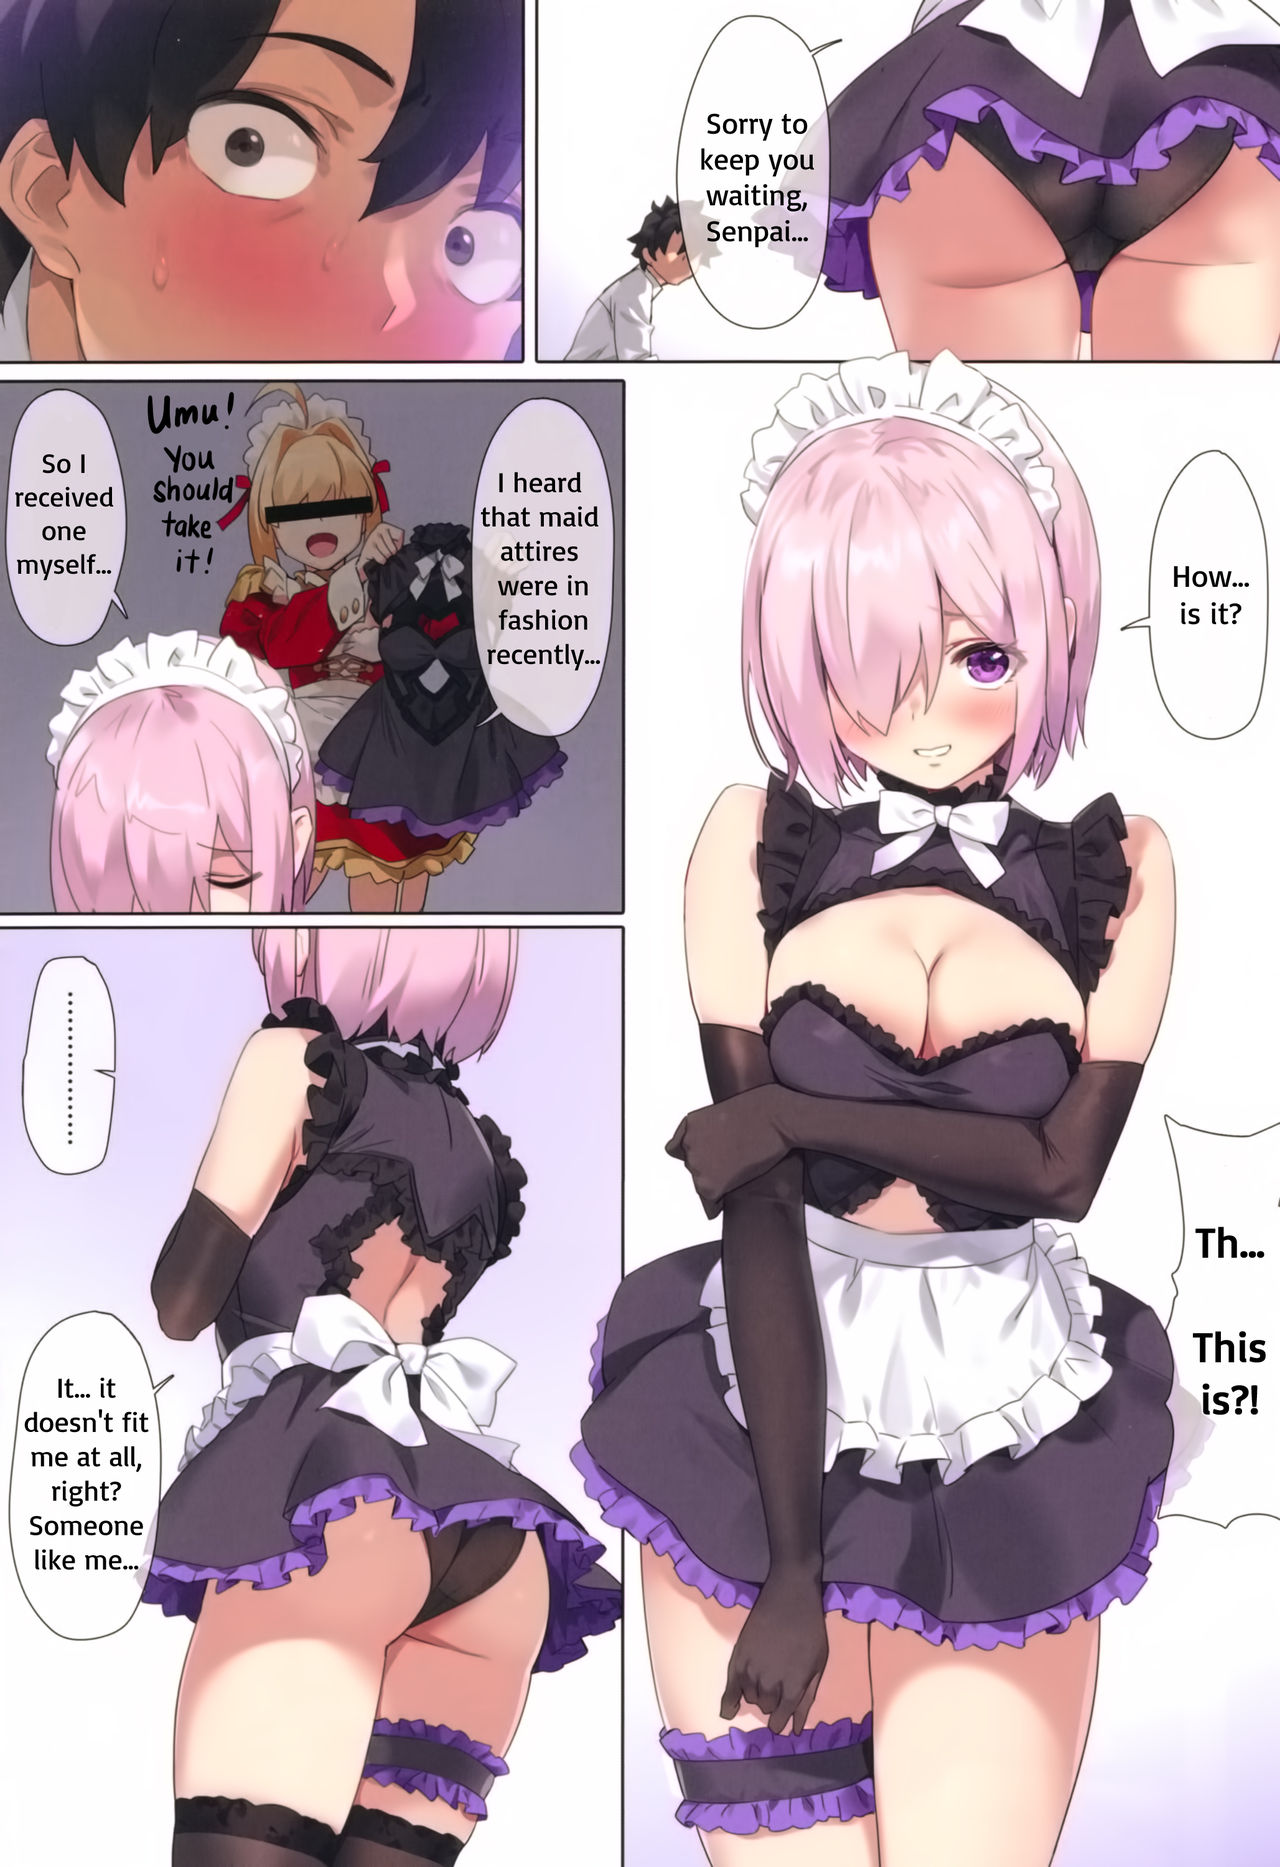 Sorry to
keep you
waiting,
Senpai...
I heard
that maid
attires
were in
fashion
recently...
Umu!
You
should
take
it!
So I
received
one
myself...
How...
is it?
Th...
This
is?!
..............
It... it
doesn't fit
me at all,
right?
Someone
like me...